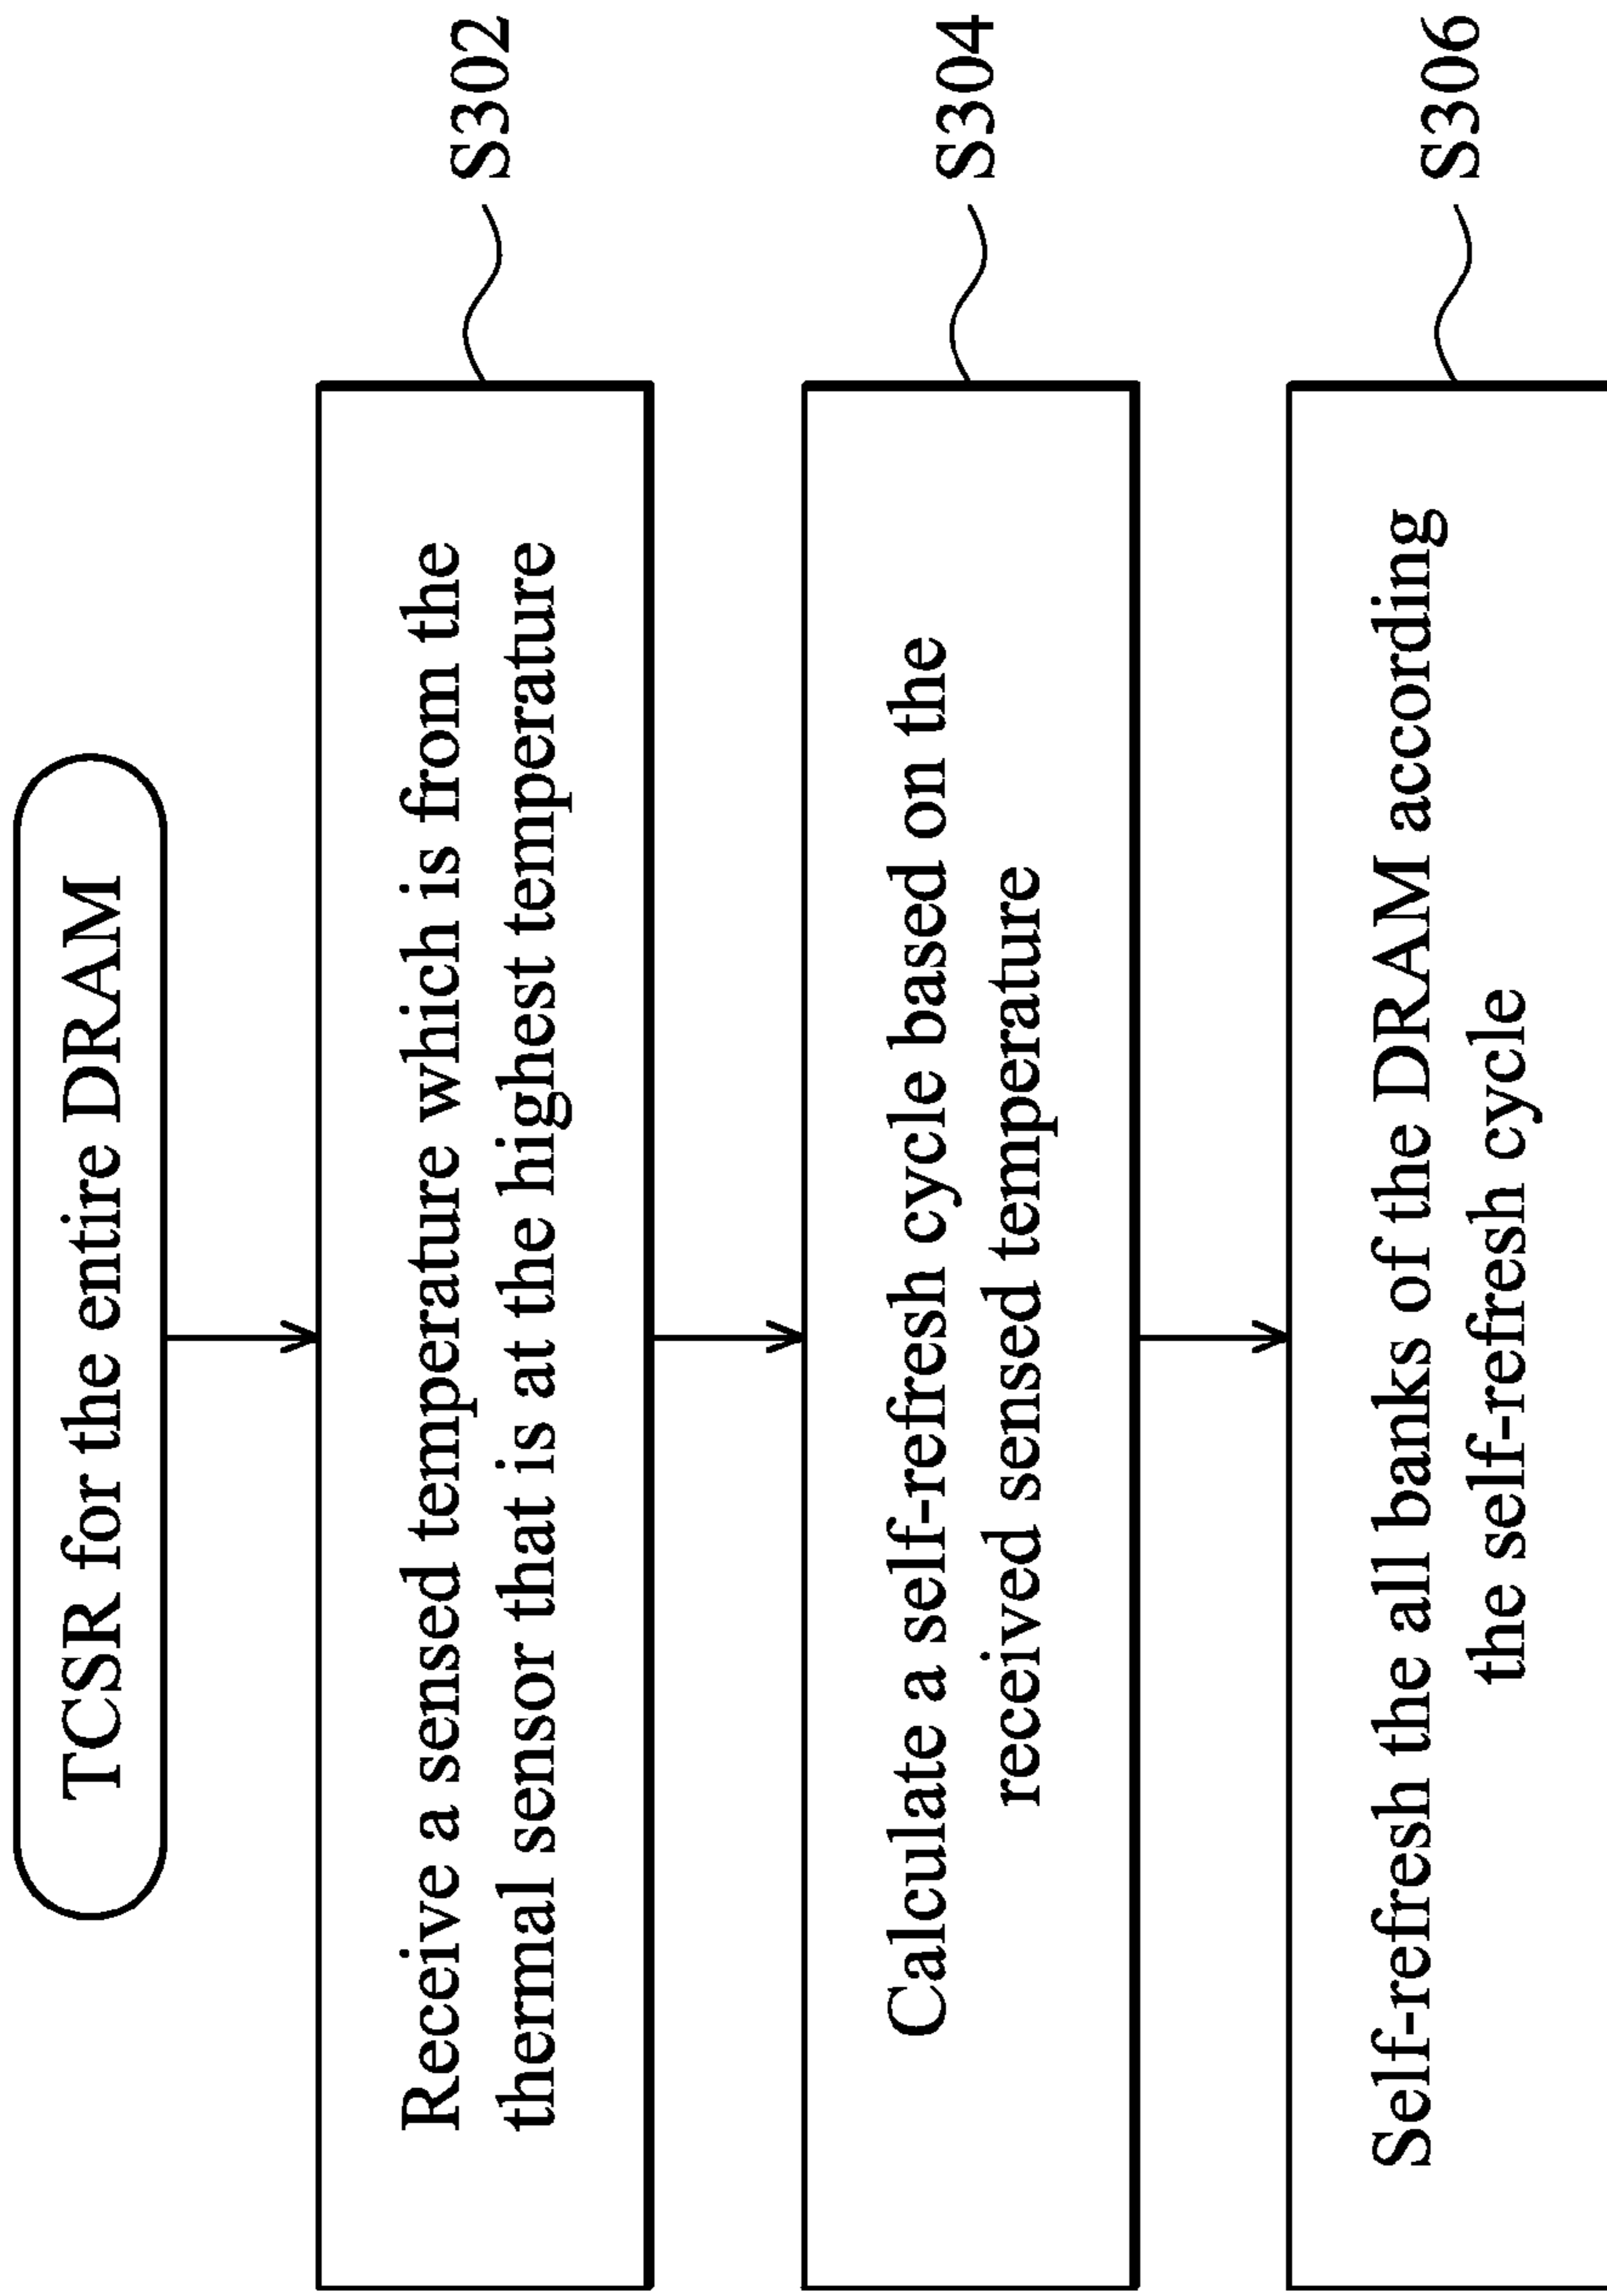 TCSR for the entire DRAM
Receive a sensed temperature which is from the
thermal sensor that is at the highest temperature
S302
Calculate a self-refresh cycle based on the
received sensed temperature
S304
Self-refresh the all banks of the DRAM according
the self-refresh cycle
S306